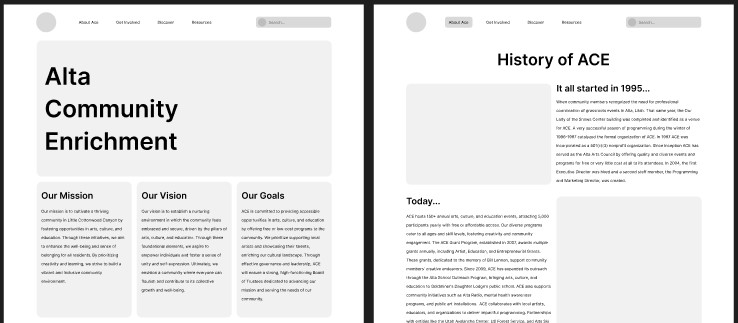 About Ace
Get Involved
Discover
Resources
Search...
Alta
Community
Enrichment
Our Mission
Our mission is to cultivate a thriving
community in Little Cottonwood Canyon by
fostering opportunities in arts, culture, and
education. Through these initiatives, we aim
to enhance the well-being and sense of
belonging for all residents. By prioritizing
creativity and learning, we strive to build a
vibrant and inclusive community
environment.
Our Vision
Our vision is to establish a nurturing
environment in which the community feels
embraced and secure, driven by the pillars of
arts, culture, and education. Through these
foundational elements, we aspire to
empower individuals and foster a sense of
unity and self-expression. Ultimately, we
envision a community where everyone can
flourish and contribute to its collective
growth and well-being.
Our Goals
ACE is committed to providing accessible
opportunities in arts, culture, and education
by offering free or low-cost programs to the
community. We prioritize supporting local
artists and showcasing their talents,
enriching our cultural landscape. Through
effective governance and leadership, ACE
will ensure a strong, high-functioning Board
of Trustees dedicated to advancing our
mission and serving the needs of our
community.
About Ace
Get Involved
Discover
Resources
Search...
History of ACE
It all started in 1995...
When community members recognized the need for professional
coordination of grassroots events in Alta, Utah. That same year, the Our
Lady of the Snows Center building was completed and identified as a venue
for ACE. A very successful season of programming during the winter of
1996-1997 catalyzed the formal organization of ACE. In 1997 ACE was
incorporated as a 501(c)(3) nonprofit organization. Since inception ACE has
served as the Alta Arts Council by offering quality and diverse events and
programs for free or very little cost at all to its attendees. In 2004, the first
Executive Director was hired and a second staff member, the Programming
and Marketing Director, was created.
Today...
ACE hosts 150+ annual arts, culture, and education events, attracting 3,000
participants yearly with free or affordable access. Our diverse programs
cater to all ages and skill levels, fostering creativity and community
engagement. The ACE Grant Program, established in 2007, awards multiple
grants annually, including Artist, Education, and Enterprise
These grants, dedicated to the memory of Bill Lennon, support community
members' creative endeavors. Since 2009, ACE has expanded its outreach
through the Alta School Outreach Program, bringing arts, culture, and
education to Goldminer's Daughter Lodge's public school. ACE also supports
community initiatives such as Alta Radio, mental health awareness
programs, and public art installations. ACE collaborates with local artists,
educators, and organizations to deliver impactful programming. Partnerships
with entities like the Utah Avalanche Center, US Forest Service, and Alta Ski